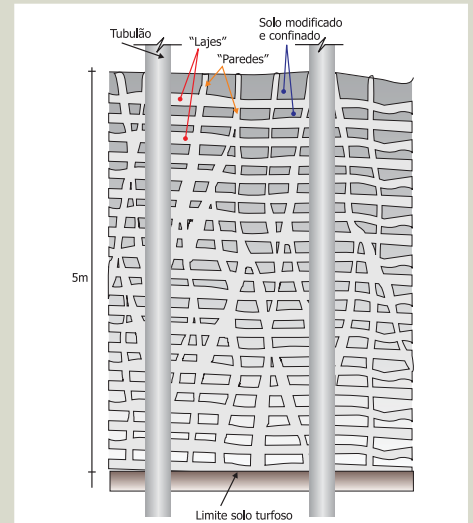 Tubulão
"Lajes"
"Paredes"
Solo modificado
e confinado
5m
Limite solo turfoso